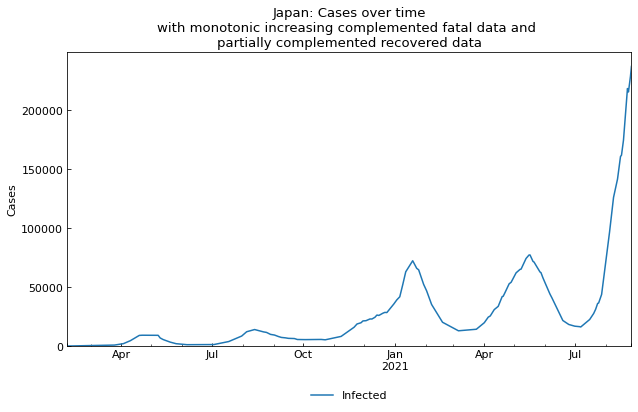 Japan: Cases over time
with monotonic increasing complemented fatal data and
partially complemented recovered data
Cases
200000
150000
100000
50000
0
Apr
Jul
Oct
Jan
2021
Apr
Jul
Infected